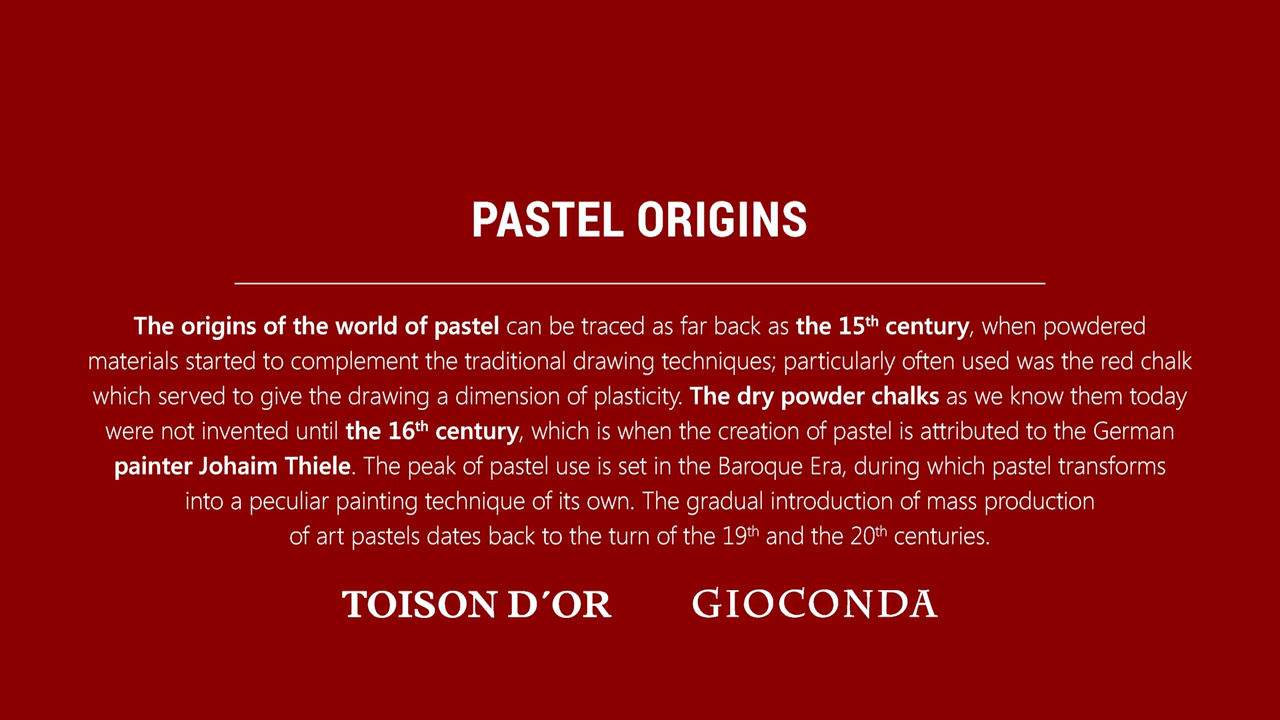 PASTEL ORIGINS
The origins of the world of pastel can be traced as far back as the 15th century, when powdered
materials started to complement the traditional drawing techniques; particularly often used was the red chalk
which served to give the drawing a dimension of plasticity. The dry powder chalks as we know them today
were not invented until the 16th century, which is when the creation of pastel is attributed to the German
painter Johaim Thiele. The peak of pastel use is set in the Baroque Era, during which pastel transforms
into a peculiar painting technique of its own. The gradual introduction of mass production
of art pastels dates back to the turn of the 19th and the 20th centuries.
TOISON D´OR GIOCONDA